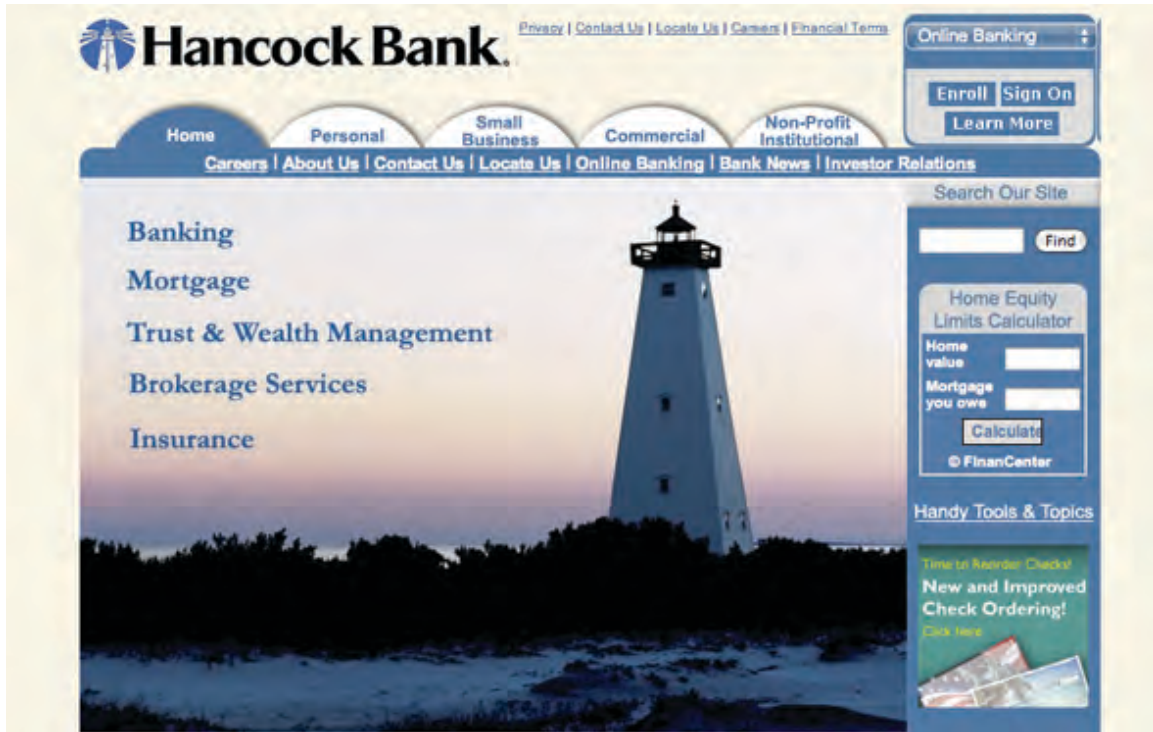 Hancock Bank.
Privacy | Contact Us | Locate Us | Careers | Financial Terms
Online Banking
Enroll Sign On
Learn More
Home
Personal
Small
Business
Commercial
Non-Profit
Institutional
Careers | About Us | Contact Us | Locate Us | Online Banking | Bank News | Investor Relations
Banking
Mortgage
Trust & Wealth Management
Brokerage Services
Insurance
Search Our Site
Find
Home Equity
Limits Calculator
Home
value
Mortgage
you owe
Calculate
© FinanCenter
Handy Tools & Topics
Time to Reorder Checks!
New and Improved
Check Ordering!
Click Here